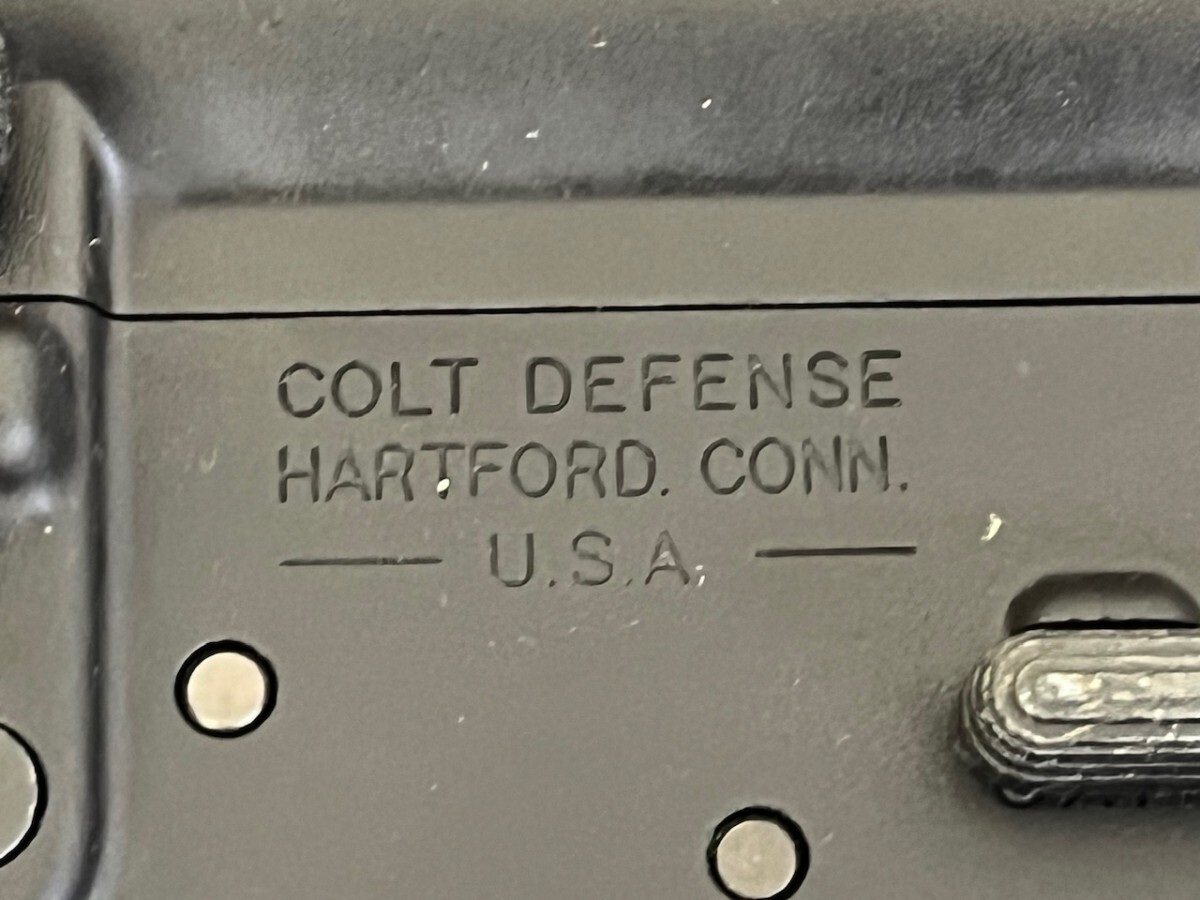 COLT DEFENSE
HARTFORD. CONN.
— U.S.A. —